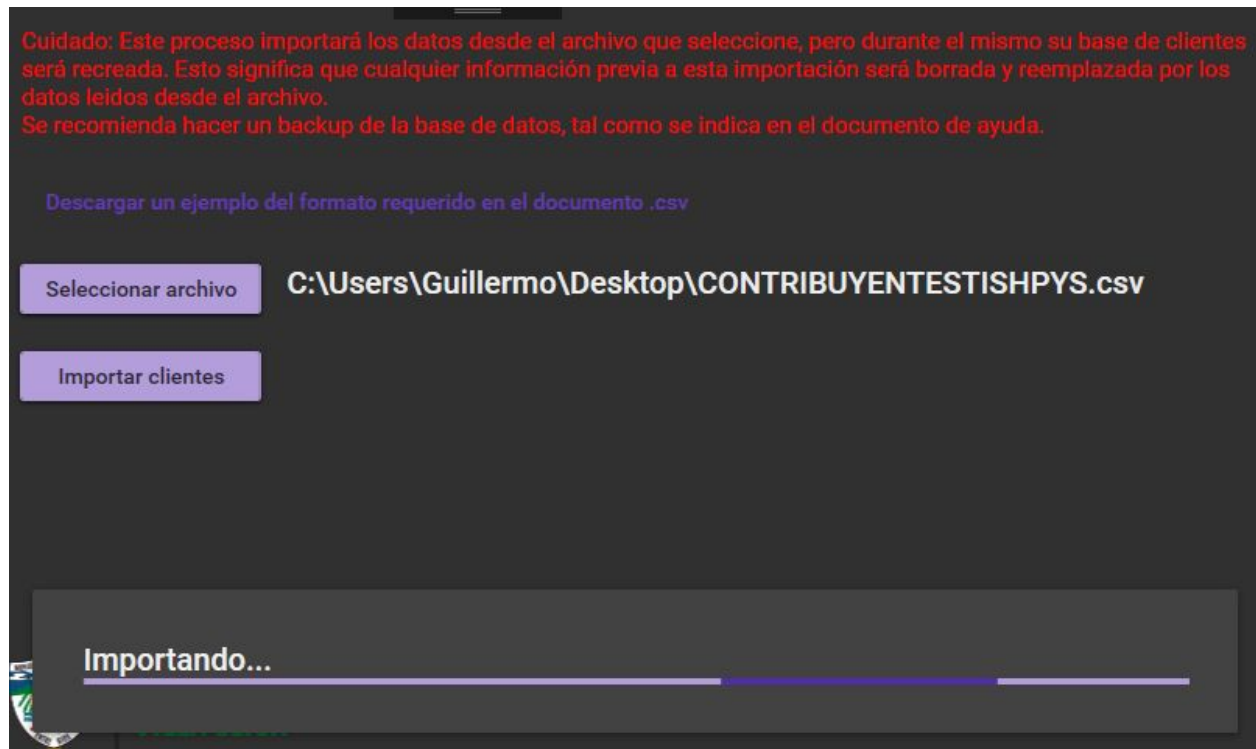 Cuidado: Este proceso importará los datos desde el archivo que seleccione, pero durante el mismo su base de clientes
será recreada. Esto significa que cualquier información previa a esta importación será borrada y reemplazada por los
datos leidos desde el archivo.
Se recomienda hacer un backup de la base de datos, tal como se indica en el documento de ayuda.
Descargar un ejemplo del formato requerido en el documento .csv
Seleccionar archivo C:\Users\Guillermo\Desktop\CONTRIBUYENTESTISHPYS.csv
Importar clientes
Importando...